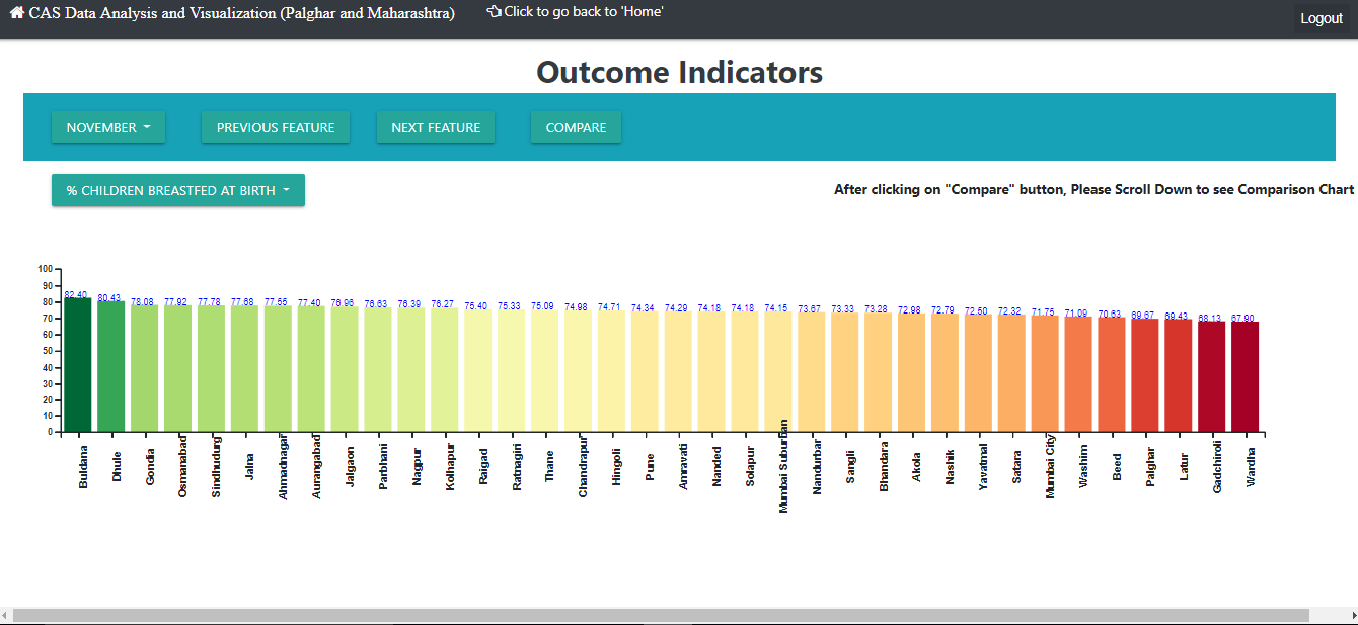 CAS Data Analysis and Visualization (Palghar and Maharashtra) Click to go back to 'Home' Logout
Outcome Indicators
NOVEMBER PREVIOUS FEATURE NEXT FEATURE COMPARE
% CHILDREN BREASTFED AT BIRTH After clicking on "Compare" button, Please Scroll Down to see Comparison Chart
100
90
80
70
60
50
40
30
20
10
0
82.40 80.43 78.08 77.92 77.78 77.68 77.55 77.40 76.96 76.63 76.39 76.27 75.40 75.33 75.09 74.98 74.71 74.34 74.29 74.18 74.18 74.15 73.67 73.33 73.28 72.98 72.79 72.60 72.32 71.75 71.09 70.63 69.67 69.43 68.13 67.90
Buldana
Dhule
Gondia
Osmanabad
Sindhudurg
Jalna
Ahmadnagar
Aurangabad
Jalgaon
Parbhani
Nagpur
Kolhapur
Raigad
Ratnagiri
Thane
Chandrapur
Hingoli
Pune
Amravati
Nanded
Solapur
Mumbai Suburban
Nandurbar
Sangli
Bhandara
Akola
Nashik
Yavatmal
Satara
Mumbai City
Washim
Beed
Palghar
Latur
Gadchiroli
Wardha